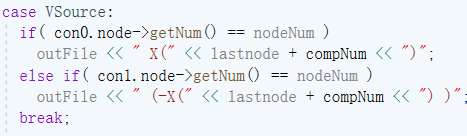 case VSource:
if( con0.node->getNum() == nodeNum )
outFile << " X(" << lastnode + compNum << ")";
else if( con1.node->getNum() == nodeNum )
outFile << " (-X(" << lastnode + compNum << ") )";
break;